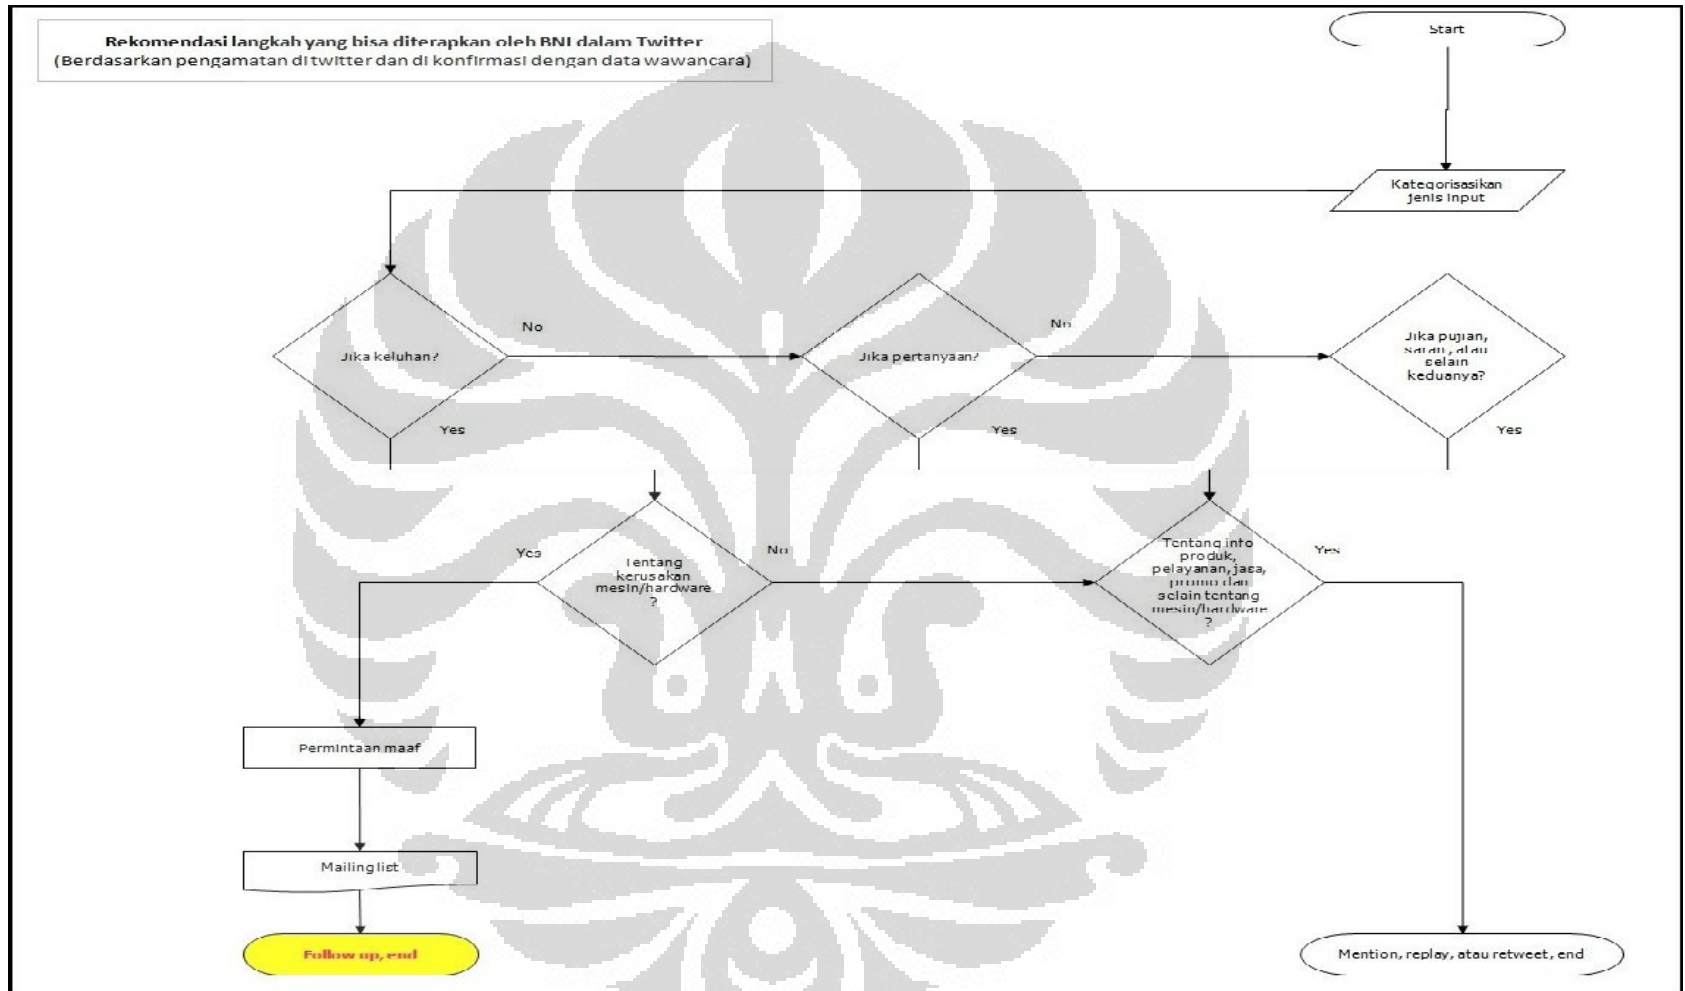 Rekomendasi langkah yang bisa diterapkan oleh BNI dalam Twitter
(Berdasarkan pengamatan di twitter dan di konfirmasi dengan data wawancara)
Start
Kategorisasikan
jenis input
Jika keluhan?
No
Yes
Jika pertanyaan?
No
Yes
Jika pujian,
saran, atau
selain
keduanya?
Yes
Tentang
kerusakan
mesin/hardware
?
Yes
No
Tentang info
produk,
pelayanan, jasa,
promo dan
selain tentang
mesin/hardware
?
Yes
Permintaan maaf
Mailing list
Follow up, end
Mention, replay, atau retweet, end